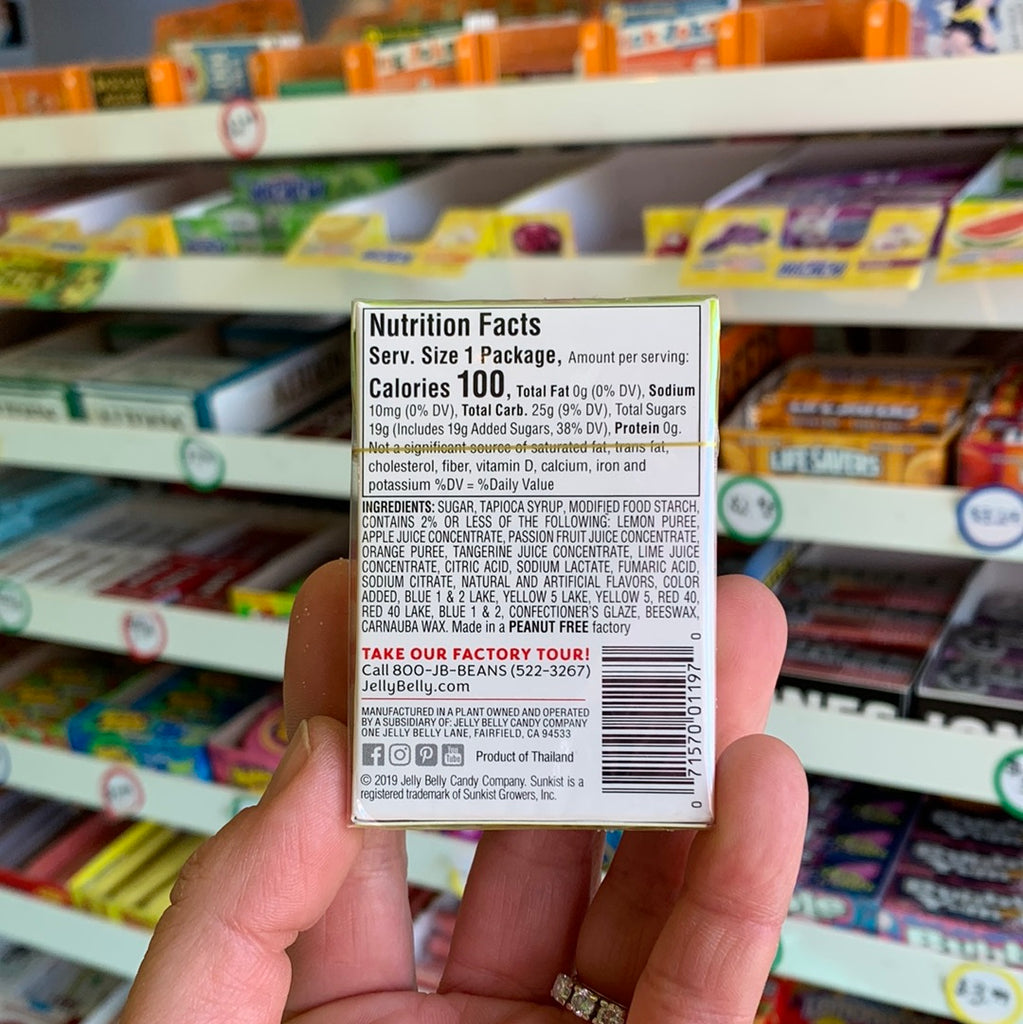 Nutrition Facts
Serv. Size 1 Package, Amount per serving:
Calories 100, Total Fat 0g (0% DV), Sodium
10mg (0% DV), Total Carb. 25g (9% DV), Total Sugars
19g (Includes 19g Added Sugars, 38% DV), Protein 0g.
Not a significant source of saturated fat, trans fat,
cholesterol, fiber, vitamin D, calcium, iron and
potassium %DV = %Daily Value
INGREDIENTS: SUGAR, TAPIOCA SYRUP, MODIFIED FOOD STARCH,
CONTAINS 2% OR LESS OF THE FOLLOWING: LEMON PUREE,
APPLE JUICE CONCENTRATE, PASSION FRUIT JUICE CONCENTRATE,
ORANGE PUREE, TANGERINE JUICE CONCENTRATE, LIME JUICE
CONCENTRATE, CITRIC ACID, SODIUM LACTATE, FUMARIC ACID,
SODIUM CITRATE, NATURAL AND ARTIFICIAL FLAVORS, COLOR
ADDED, BLUE 1 & 2 LAKE, YELLOW 5 LAKE, YELLOW 5, RED 40,
RED 40 LAKE, BLUE 1 & 2, CONFECTIONER'S GLAZE, BEESWAX,
CARNAUBA WAX. Made in a PEANUT FREE factory
TAKE OUR FACTORY TOUR!
Call 800-JB-BEANS (522-3267)
JellyBelly.com
MANUFACTURED IN A PLANT OWNED AND OPERATED
BY A SUBSIDIARY OF: JELLY BELLY CANDY COMPANY
ONE JELLY BELLY LANE, FAIRFIELD, CA 94533
You Tube Product of Thailand
© 2019 Jelly Belly Candy Company. Sunkist is a
registered trademark of Sunkist Growers, Inc.
0 71570 01197 0
LIFE SAVERS